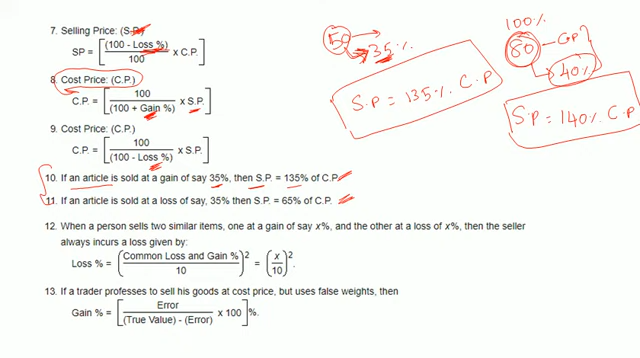 7. Selling Price: (S.P.)
SP = [(100 - Loss %) / 100 x C.P.]
8. Cost Price: (C.P.)
C.P. = [100 / (100 + Gain %) x S.P.]
9. Cost Price: (C.P.)
C.P. = [100 / (100 - Loss %) x S.P.]
10. If an article is sold at a gain of say 35%, then S.P. = 135% of C.P.
11. If an article is sold at a loss of say, 35% then S.P. = 65% of C.P.
12. When a person sells two similar items, one at a gain of say x%, and the other at a loss of x%, then the seller
always incurs a loss given by:
Loss % = (Common Loss and Gain % / 10)² = (x / 10)².
13. If a trader professes to sell his goods at cost price, but uses false weights, then
Gain % = [Error / (True Value) - (Error) x 100]%.
50
35%
S.P = 135% C.P
100%
80 C.P
40%
S.P = 140% C.P